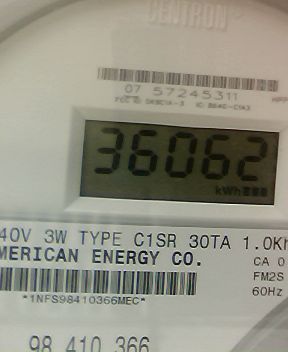 CENTRON
07 57245311
36062
kWh
40V 3W TYPE C1SR 30TA 1.0Kh
MERICAN ENERGY CO.
CA 0
FM2S
*1NFS98410366MEC*
60Hz
98 410 366